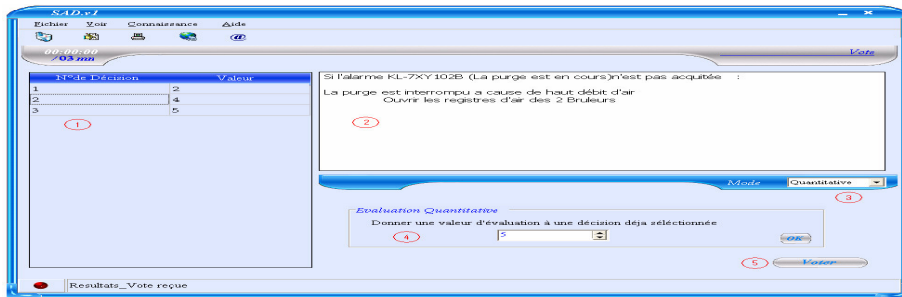 SAD.v1
Fichier Voir Connaissance Aide
00:00:00
/03 mn
Vote
N°de Décision Valeur
1 2
2 4
3 5
1
Si l'alarme KL-7XY102B (La purge est en cours)n'est pas acquitée :
La purge est interrompu a cause de haut débit d'air
Ouvrir les registres d'air des 2 Bruleurs
2
Mode Quantitative
3
Evaluation Quantitative
Donner une valeur d'évaluation à une décision déja séléctionnée
4 5
OK
5 Voter
Resultats_Vote reçue